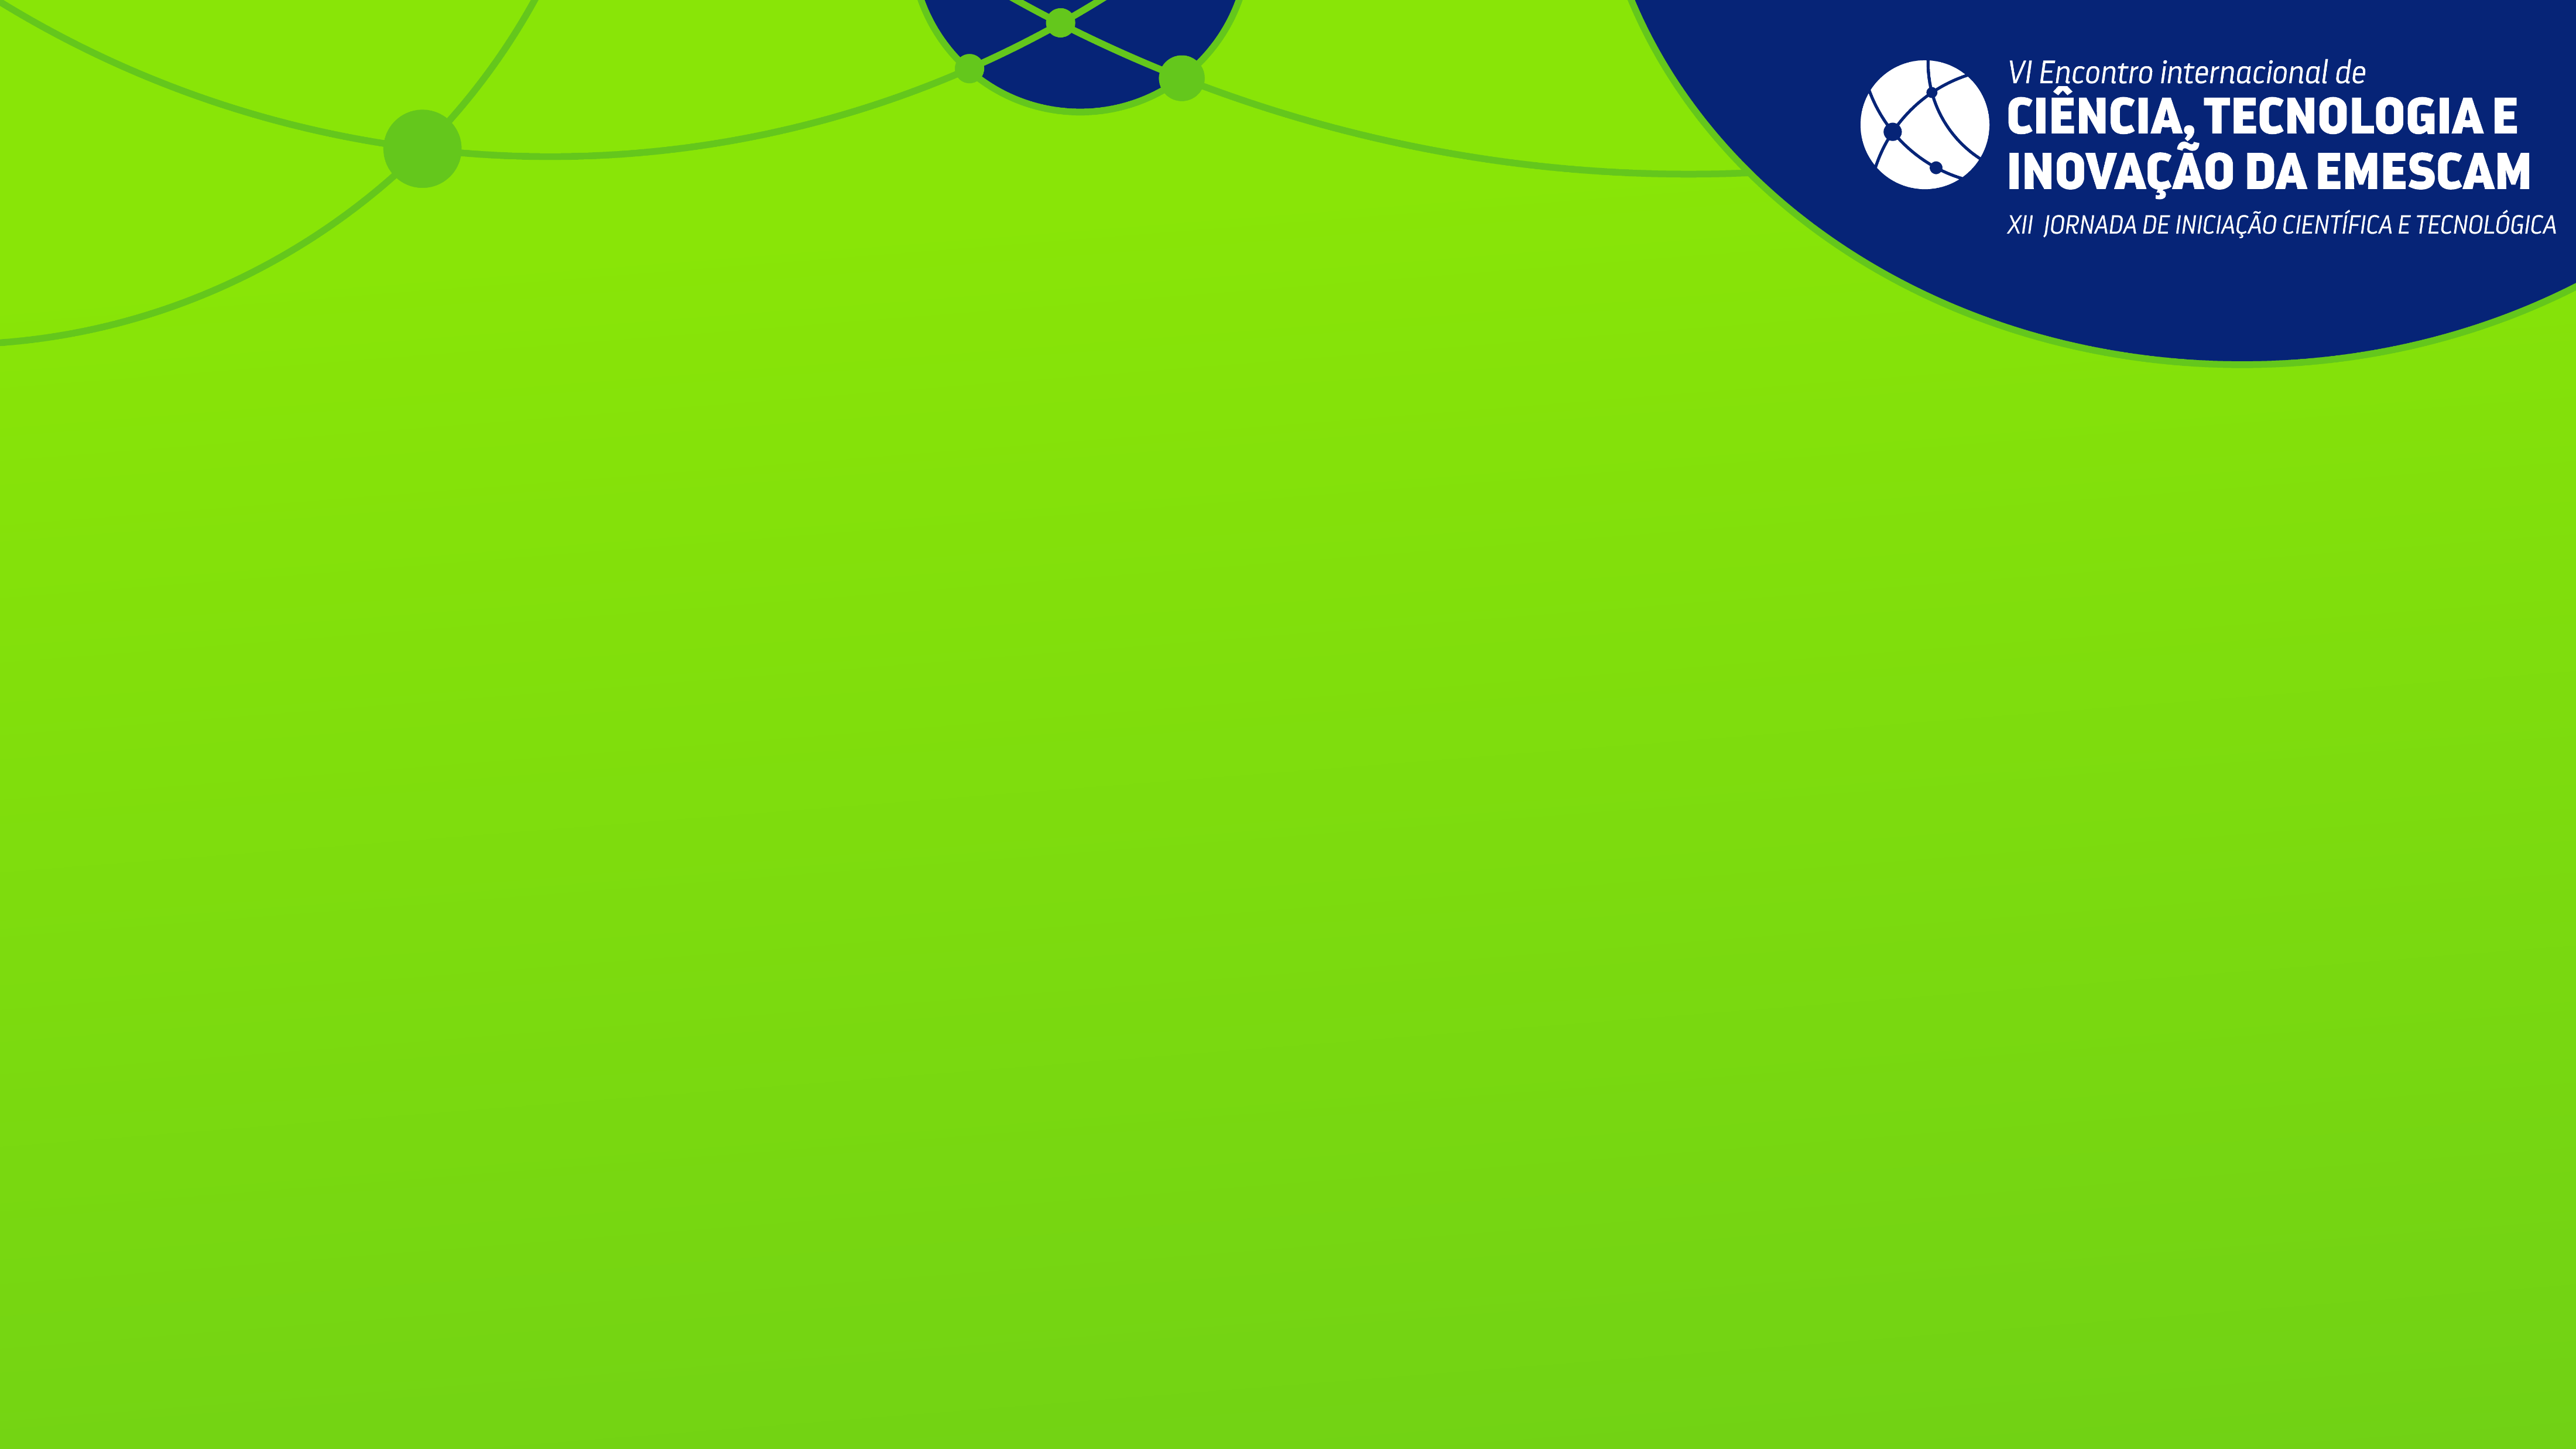 VI Encontro internacional de
CIÊNCIA, TECNOLOGIA E
INOVAÇÃO DA EMESCAM
XII JORNADA DE INICIAÇÃO CIENTÍFICA E TECNOLÓGICA